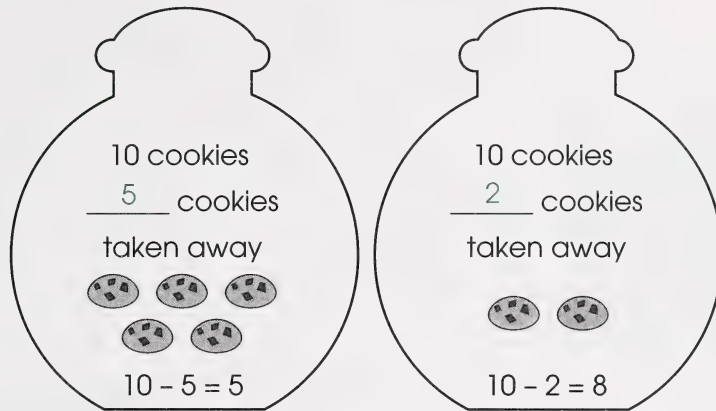 10 cookies
5 cookies
taken away
10 – 5 = 5
10 cookies
2 cookies
taken away
10 – 2 = 8